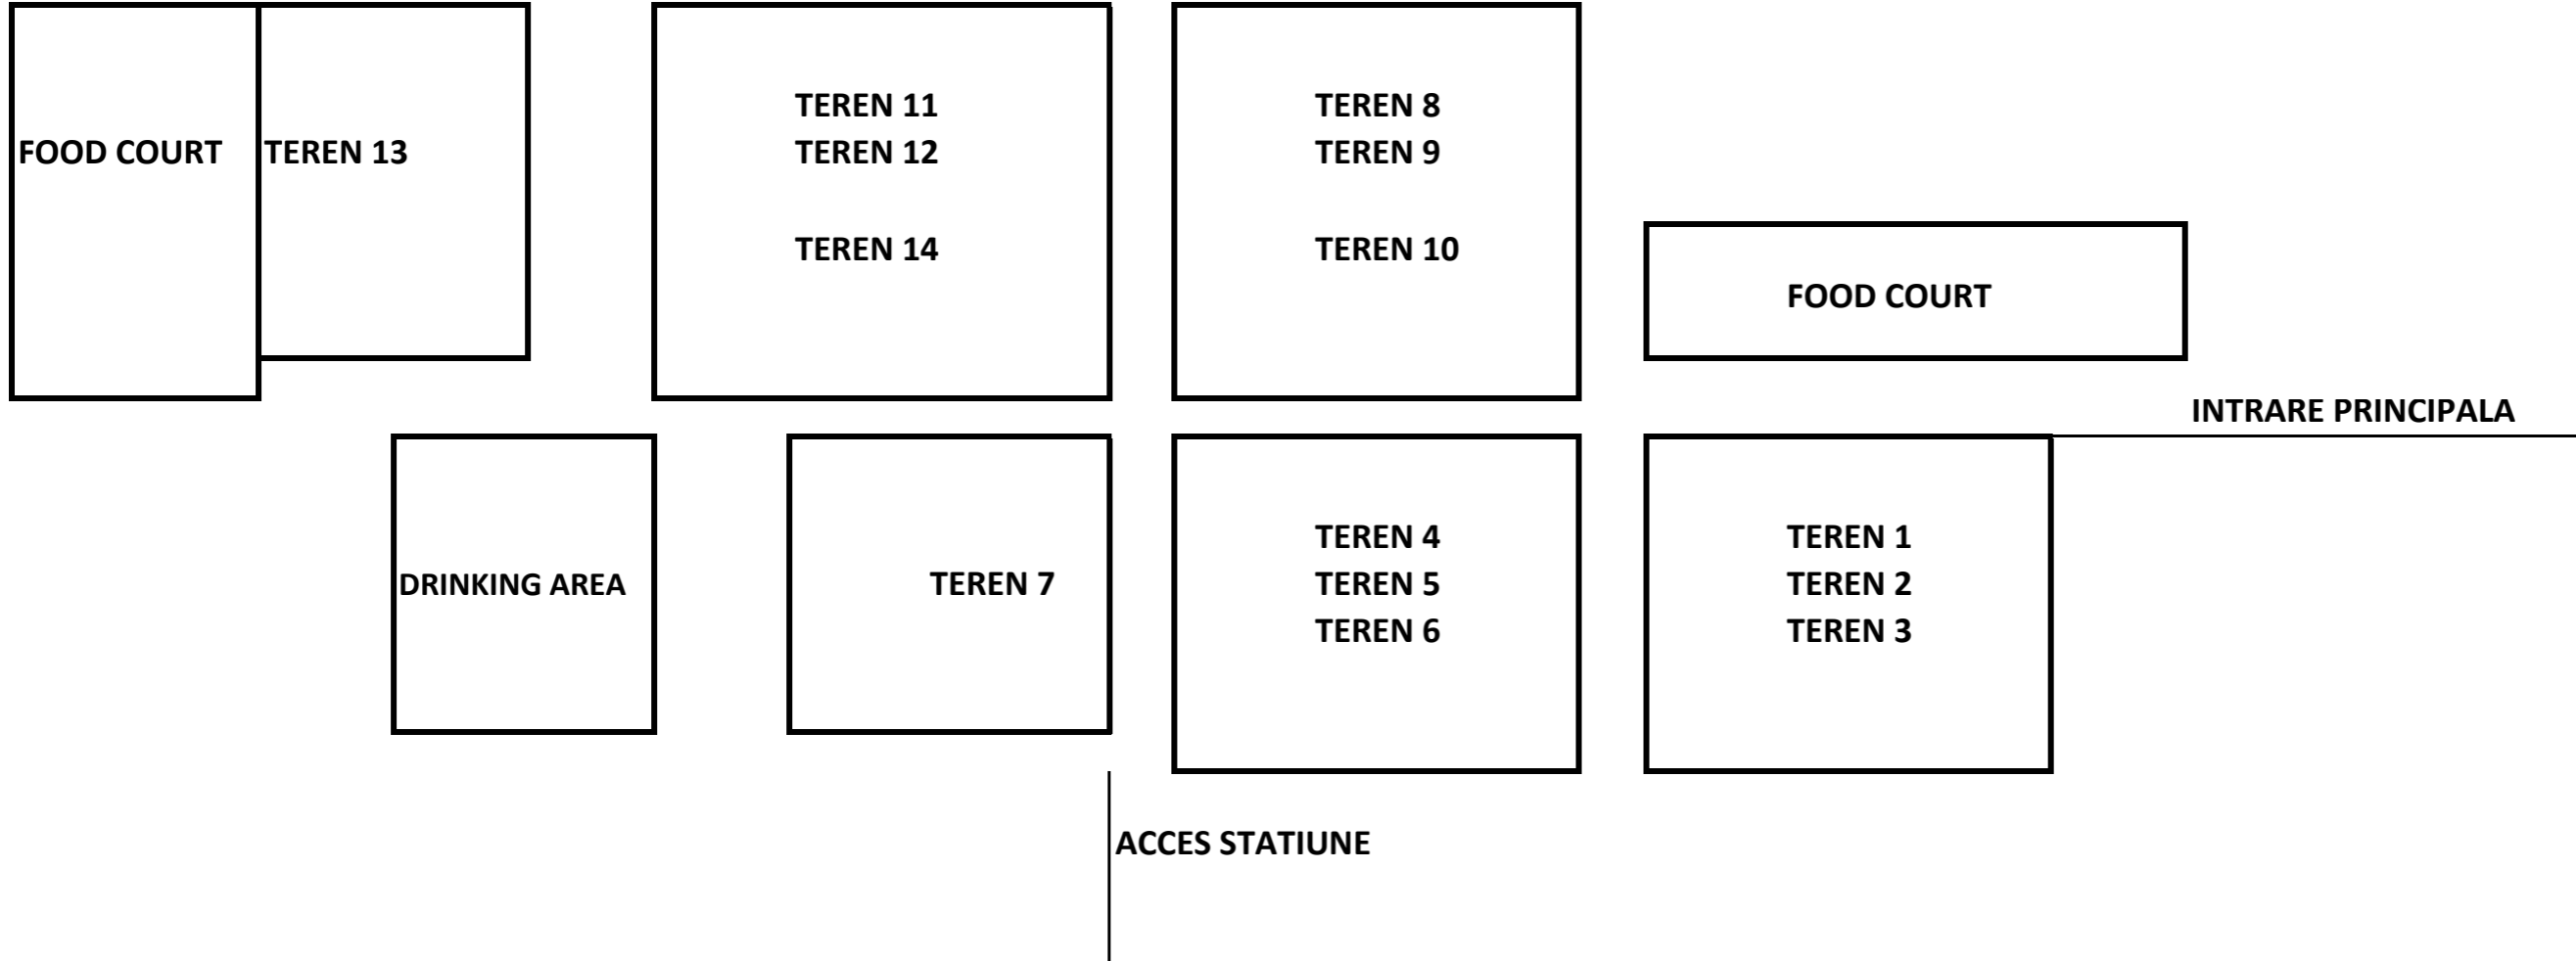 FOOD COURT
TEREN 13
TEREN 11
TEREN 12
TEREN 14
TEREN 8
TEREN 9
TEREN 10
FOOD COURT
INTRARE PRINCIPALA
DRINKING AREA
TEREN 7
TEREN 4
TEREN 5
TEREN 6
TEREN 1
TEREN 2
TEREN 3
ACCES STATIUNE